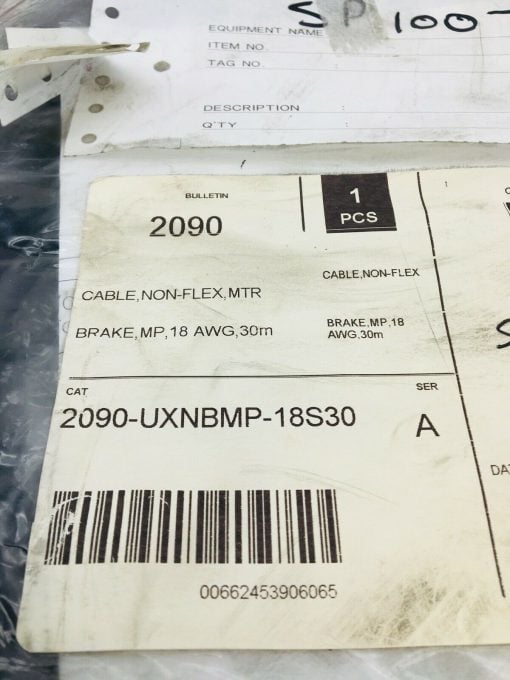 SP 100-
EQUIPMENT NAME
ITEM NO.
TAG NO.
DESCRIPTION :
Q'TY :
BULLETIN
2090
1
PCS
CABLE,NON-FLEX,MTR
BRAKE,MP,18 AWG,30m
CABLE,NON-FLEX
BRAKE,MP,18
AWG,30m
CAT
2090-UXNBMP-18S30
SER
A
DA
00662453906065